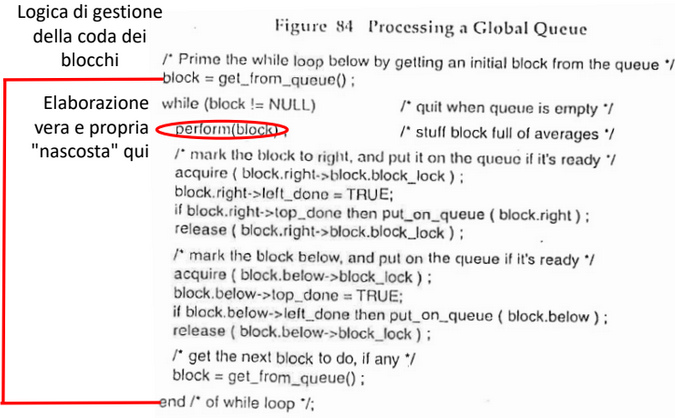 Logica di gestione
della coda dei
blocchi
Elaborazione
vera e propria
"nascosta" qui
Figure 84 Processing a Global Queue
/* Prime the while loop below by getting an initial block from the queue */
block = get_from_queue() ;
while (block != NULL) /* quit when queue is empty */
perform(block) ; /* stuff block full of averages */
/* mark the block to right, and put it on the queue if it's ready */
acquire ( block.right->block.block_lock ) ;
block.right->left_done = TRUE;
if block.right->top_done then put_on_queue ( block.right ) ;
release ( block.right->block.block_lock ) ;
/* mark the block below, and put on the queue if it's ready */
acquire ( block.below->block_lock ) ;
block.below->top_done = TRUE;
if block.below->left_done then put_on_queue ( block.below ) ;
release ( block.below->block_lock ) ;
/* get the next block to do, if any */
block = get_from_queue() ;
end /* of while loop */;